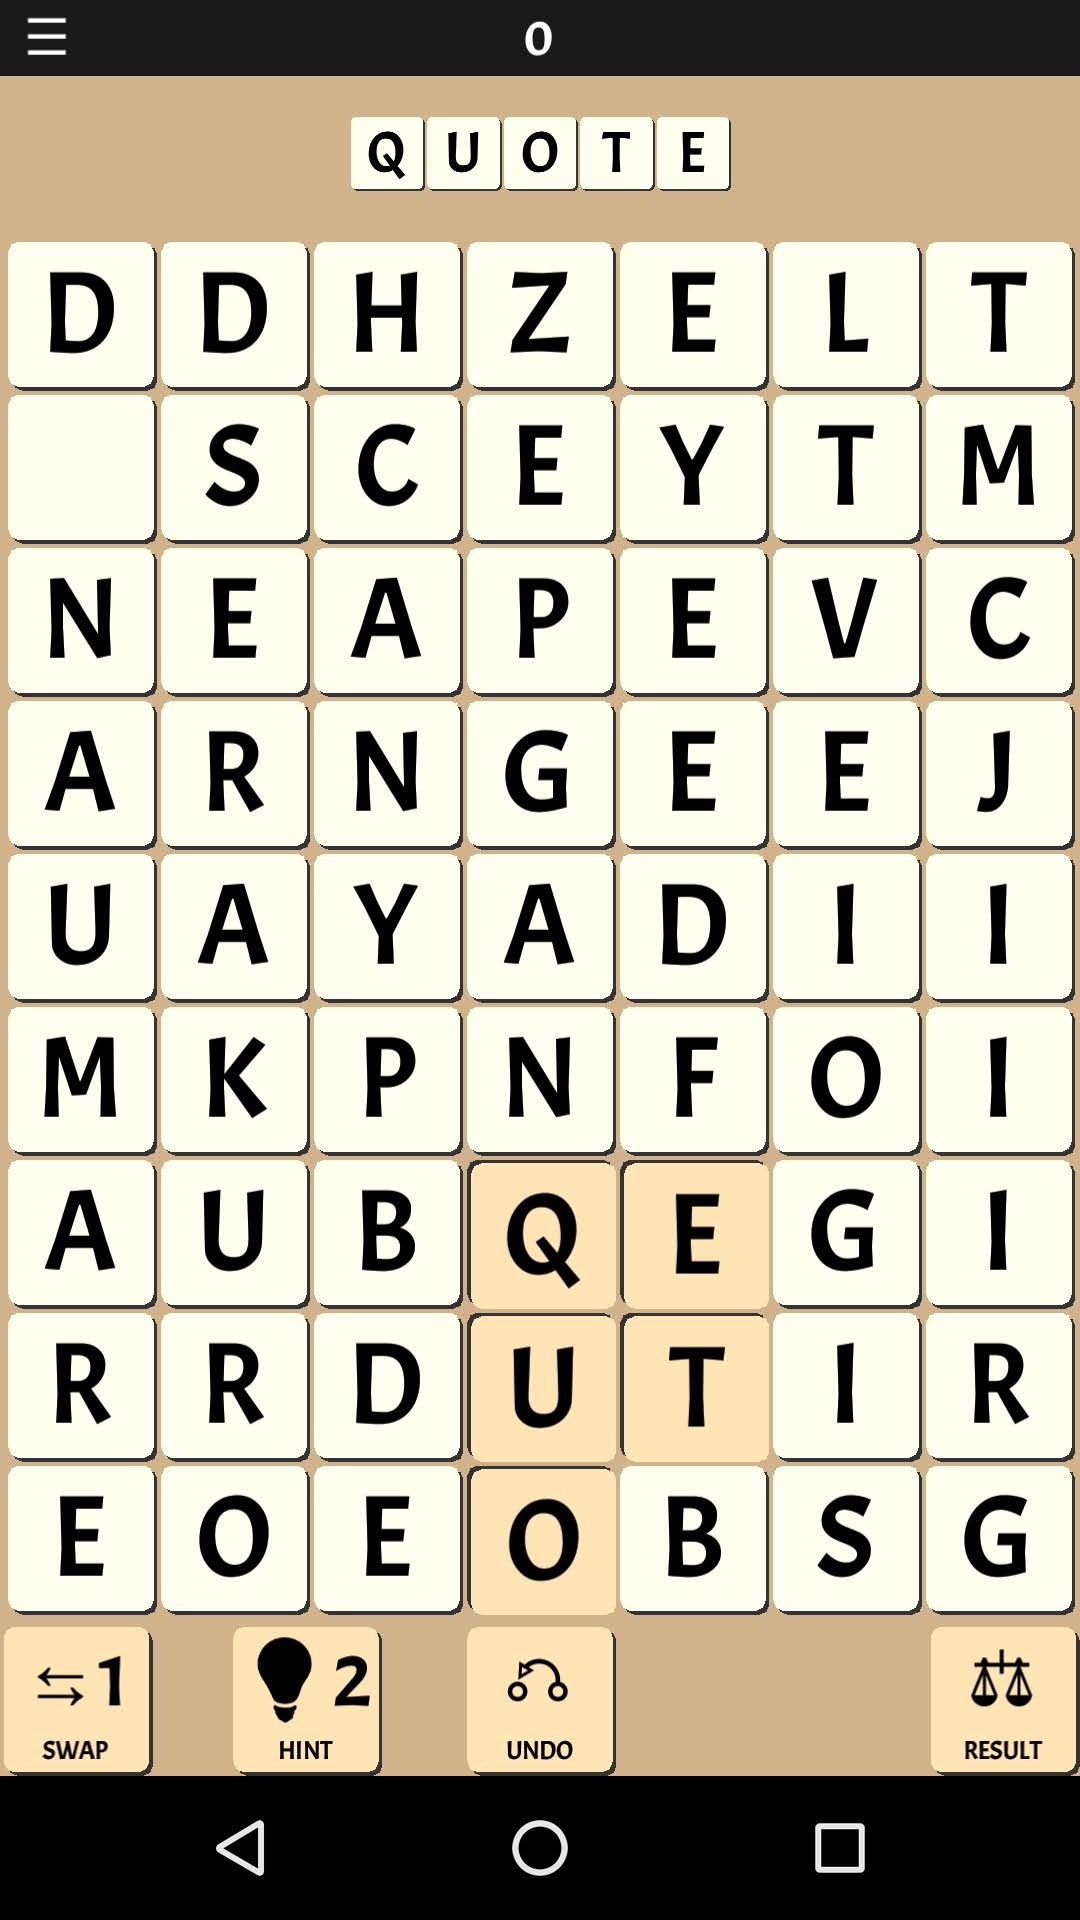 0
QUOTE
D D H Z E L T
S C E Y T M
N E A P E V C
A R N G E E J
U A Y A D I I
M K P N F O I
A U B Q E G I
R R D U T I R
E O E O B S G
1 2
SWAP HINT UNDO RESULT